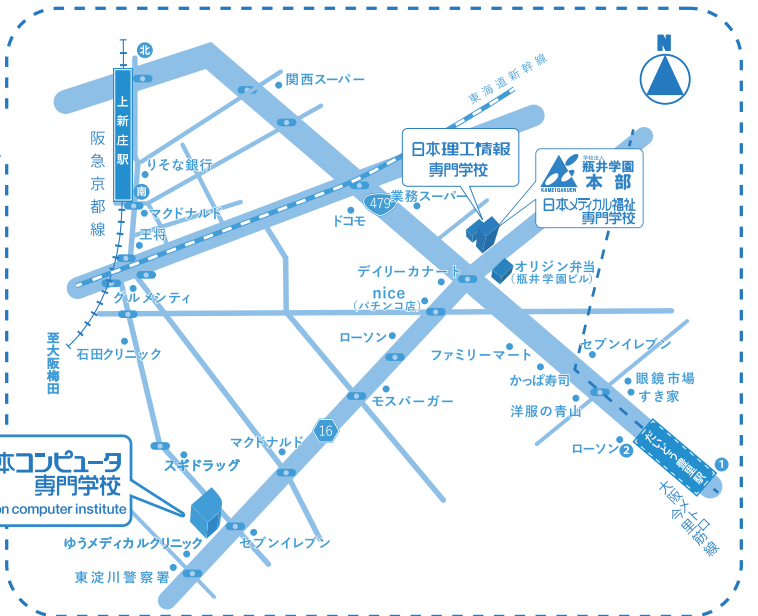 N
北
上新庄駅
阪急京都線
南
りそな銀行
マクドナルド
王将
関西スーパー
東海道新幹線
日本理工情報
専門学校
学校法人
瓶井学園
本部
KAMEIGAKUEN
日本メディカル福祉
専門学校
479
業務スーパー
ドコモ
デイリーカナート
オリジン弁当
(瓶井学園ビル)
nice
(パチンコ店)
グルメシティ
至大阪梅田
石田クリニック
ローソン
ファミリーマート
セブンイレブン
かっぱ寿司
眼鏡市場
すき家
洋服の青山
モスバーガー
16
マクドナルド
ローソン
2
だいどう豊里駅
1
大阪メトロ
今里筋線
本コンピュータ
専門学校
on computer institute
スギドラッグ
ゆうメディカルクリニック
セブンイレブン
東淀川警察署